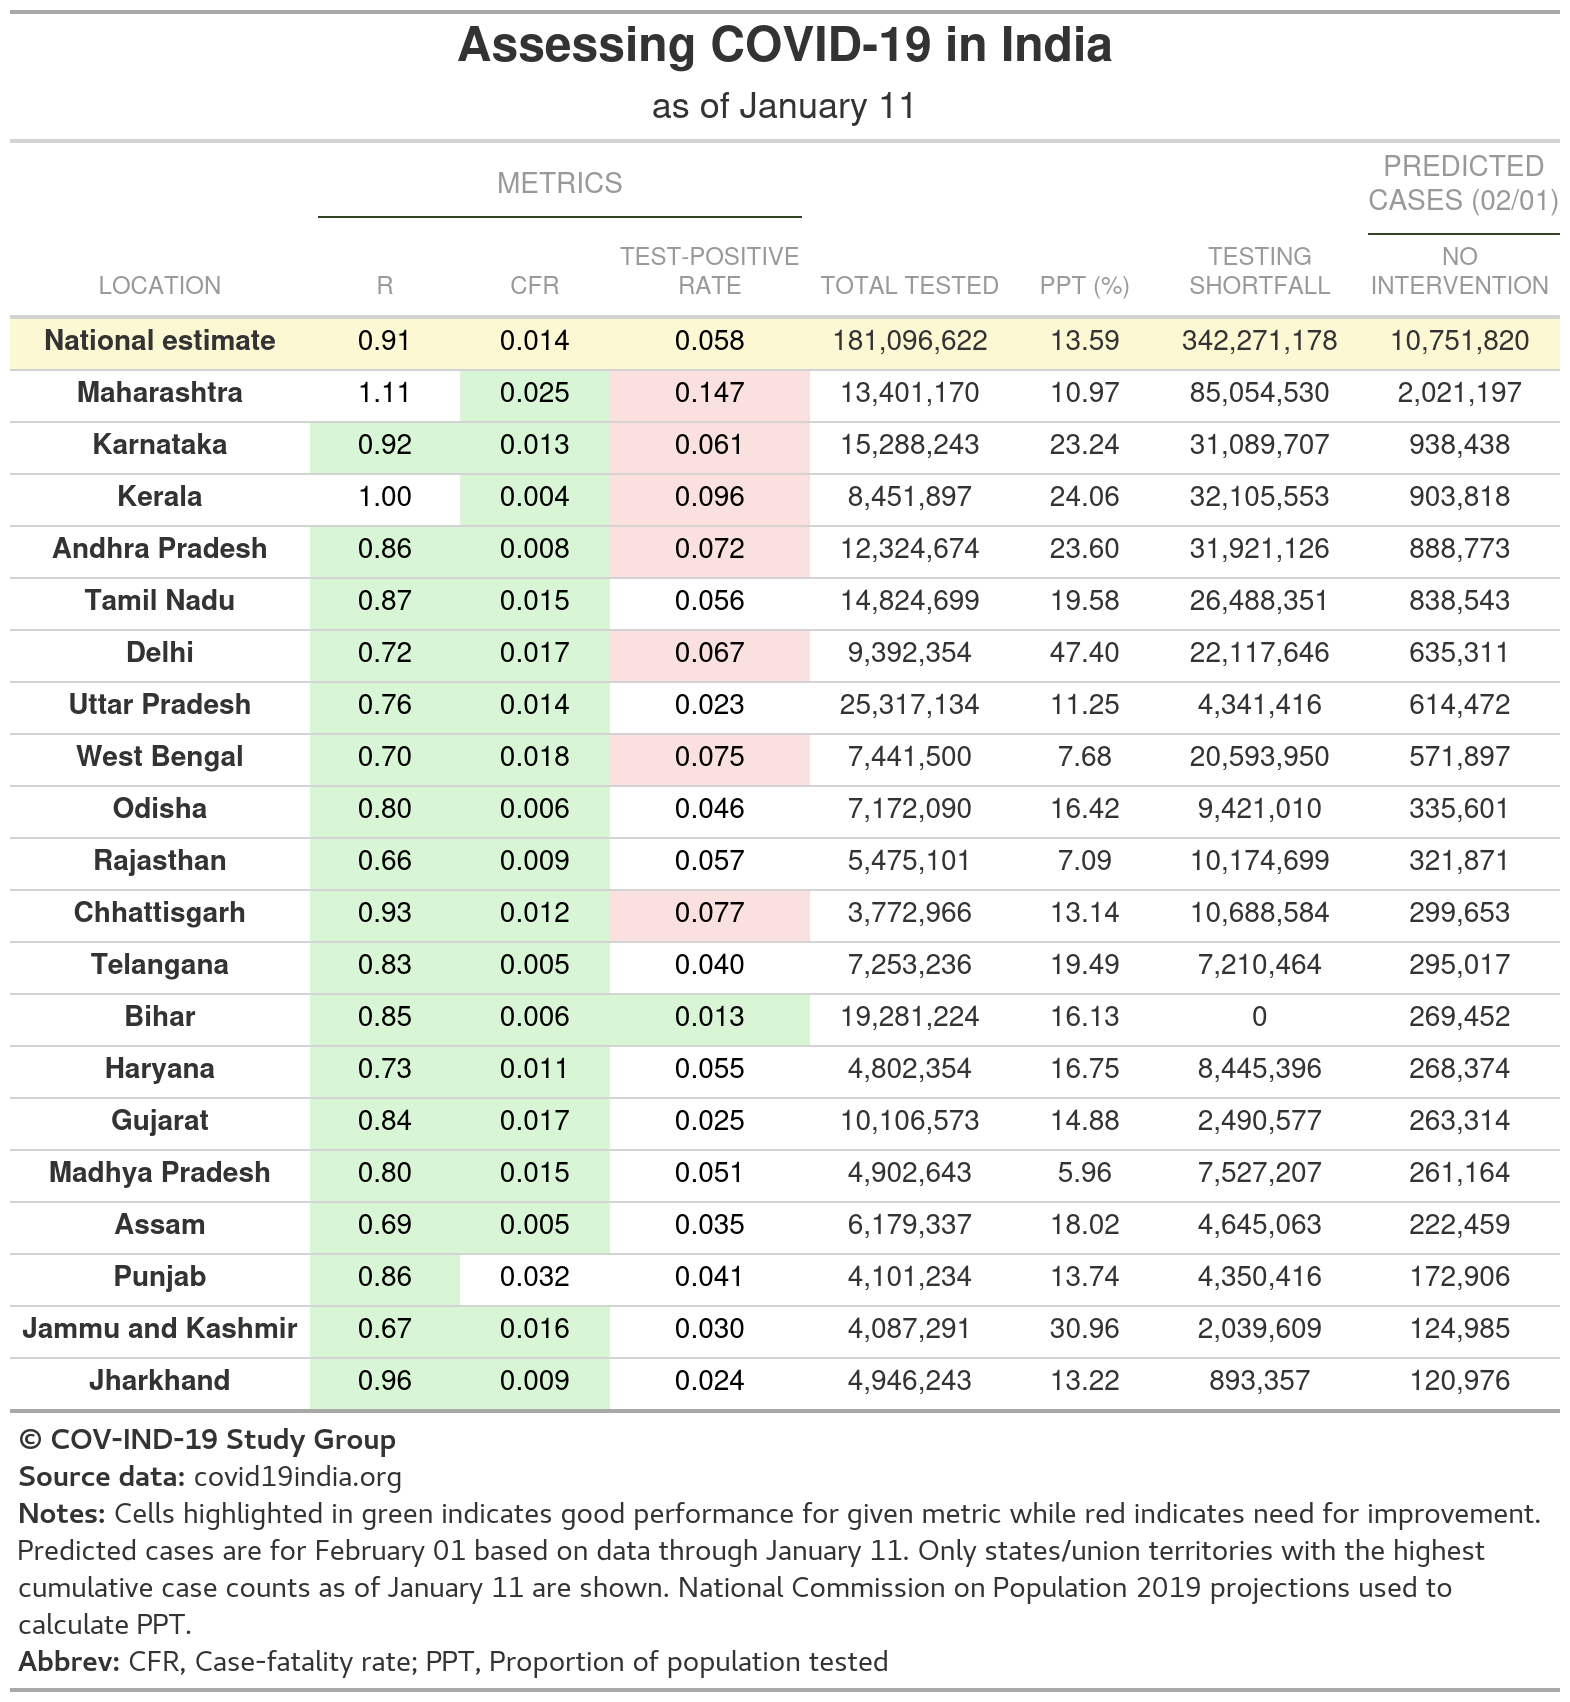 Assessing COVID-19 in India
as of January 11
METRICS
PREDICTED
CASES (02/01)
LOCATION R CFR TEST-POSITIVE RATE TOTAL TESTED PPT (%) TESTING SHORTFALL NO INTERVENTION
National estimate 0.91 0.014 0.058 181,096,622 13.59 342,271,178 10,751,820
Maharashtra 1.11 0.025 0.147 13,401,170 10.97 85,054,530 2,021,197
Karnataka 0.92 0.013 0.061 15,288,243 23.24 31,089,707 938,438
Kerala 1.00 0.004 0.096 8,451,897 24.06 32,105,553 903,818
Andhra Pradesh 0.86 0.008 0.072 12,324,674 23.60 31,921,126 888,773
Tamil Nadu 0.87 0.015 0.056 14,824,699 19.58 26,488,351 838,543
Delhi 0.72 0.017 0.067 9,392,354 47.40 22,117,646 635,311
Uttar Pradesh 0.76 0.014 0.023 25,317,134 11.25 4,341,416 614,472
West Bengal 0.70 0.018 0.075 7,441,500 7.68 20,593,950 571,897
Odisha 0.80 0.006 0.046 7,172,090 16.42 9,421,010 335,601
Rajasthan 0.66 0.009 0.057 5,475,101 7.09 10,174,699 321,871
Chhattisgarh 0.93 0.012 0.077 3,772,966 13.14 10,688,584 299,653
Telangana 0.83 0.005 0.040 7,253,236 19.49 7,210,464 295,017
Bihar 0.85 0.006 0.013 19,281,224 16.13 0 269,452
Haryana 0.73 0.011 0.055 4,802,354 16.75 8,445,396 268,374
Gujarat 0.84 0.017 0.025 10,106,573 14.88 2,490,577 263,314
Madhya Pradesh 0.80 0.015 0.051 4,902,643 5.96 7,527,207 261,164
Assam 0.69 0.005 0.035 6,179,337 18.02 4,645,063 222,459
Punjab 0.86 0.032 0.041 4,101,234 13.74 4,350,416 172,906
Jammu and Kashmir 0.67 0.016 0.030 4,087,291 30.96 2,039,609 124,985
Jharkhand 0.96 0.009 0.024 4,946,243 13.22 893,357 120,976
© COV-IND-19 Study Group
Source data: covid19india.org
Notes: Cells highlighted in green indicates good performance for given metric while red indicates need for improvement.
Predicted cases are for February 01 based on data through January 11. Only states/union territories with the highest
cumulative case counts as of January 11 are shown. National Commission on Population 2019 projections used to
calculate PPT.
Abbrev: CFR, Case-fatality rate; PPT, Proportion of population tested